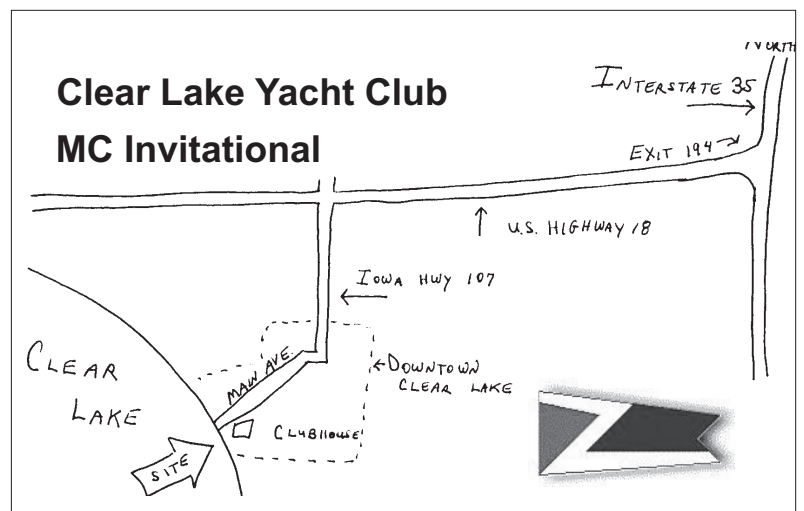 NORTH
INTERSTATE 35
Clear Lake Yacht Club
MC Invitational
EXIT 194
U.S. HIGHWAY 18
IOWA HWY 107
MAIN AVE.
DOWNTOWN
CLEAR LAKE
CLEAR
LAKE
CLUBHOUSE
SITE